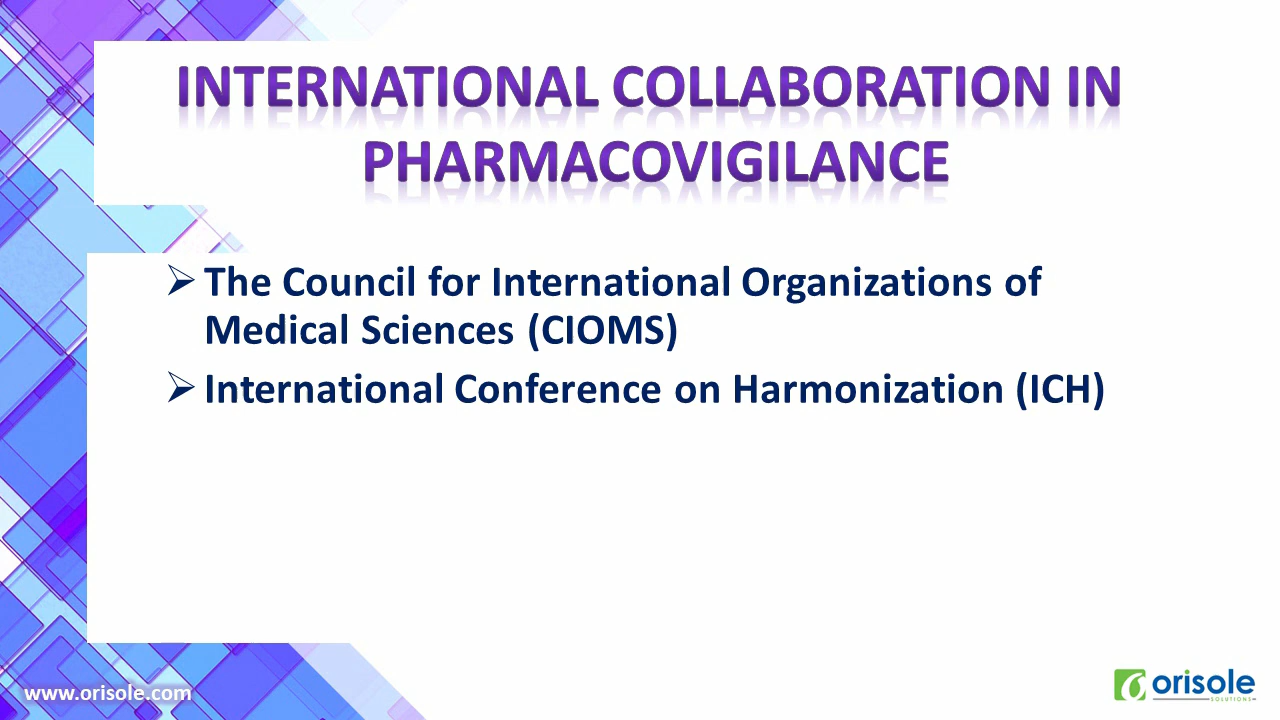 INTERNATIONAL COLLABORATION IN
PHARMACOVIGILANCE
➢ The Council for International Organizations of
Medical Sciences (CIOMS)
➢ International Conference on Harmonization (ICH)
www.orisole.com
orisole
SOLUTIONS